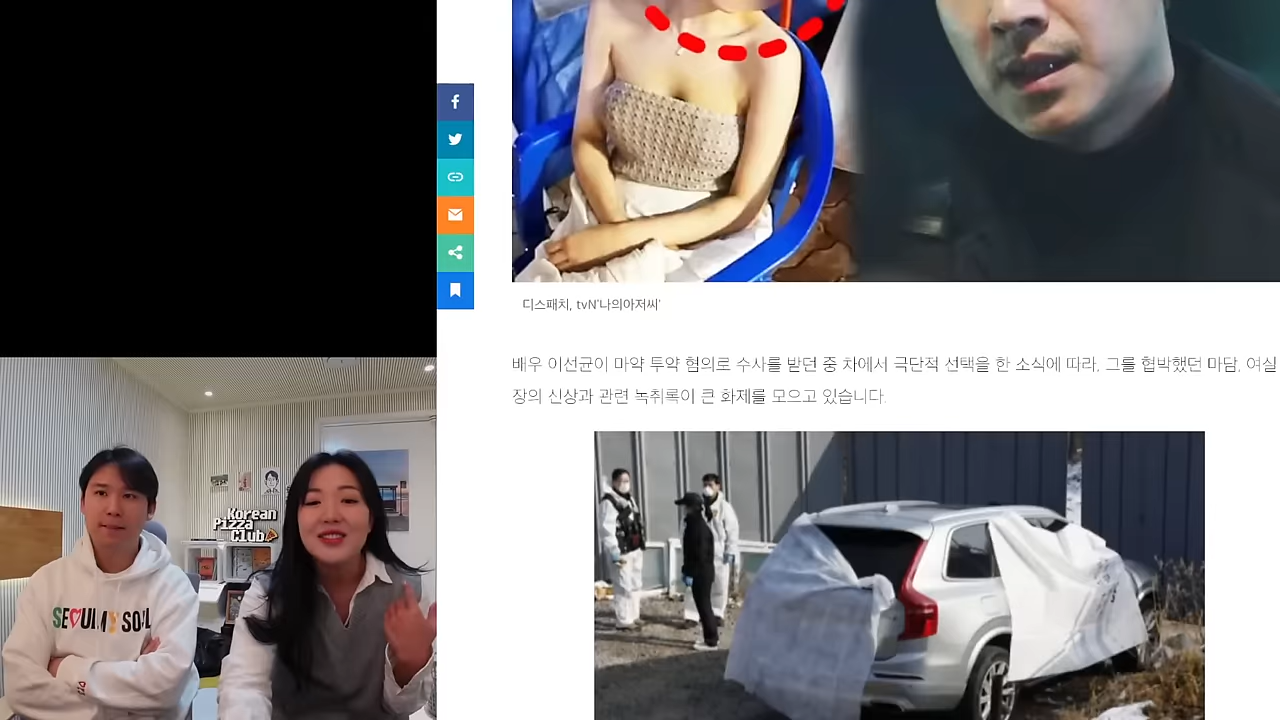 디스패치, tvN'나의아저씨'
배우 이선균이 마약 투약 혐의로 수사를 받던 중 차에서 극단적 선택을 한 소식에 따라, 그를 협박했던 마담, 여실
장의 신상과 관련 녹취록이 큰 화제를 모으고 있습니다.
Korean
Pizza
Club